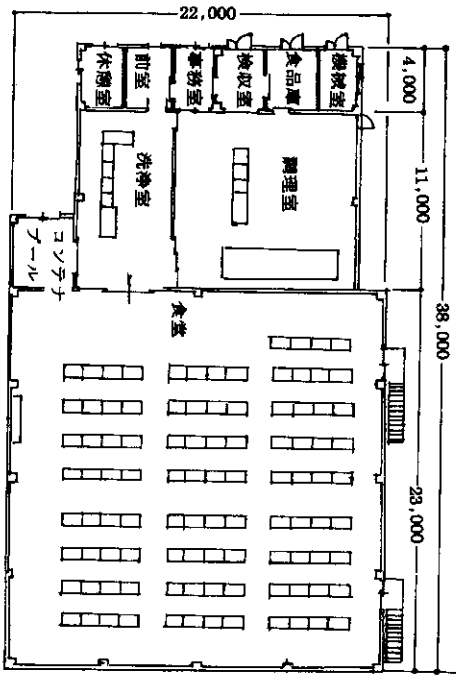 22,000
休憩室
前室
事務室
検収室
食品庫
機械室
4,000
洗浄室
調理室
11,000
コンテナ
プール
38,000
食堂
23,000